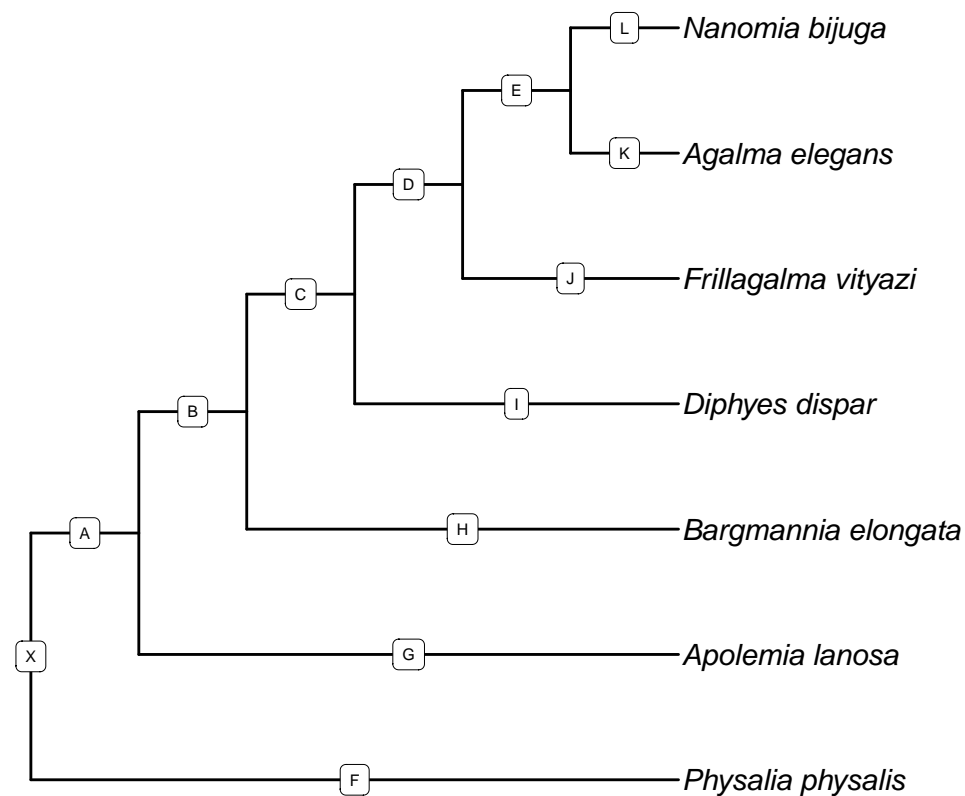 L Nanomia bijuga
E
K Agalma elegans
D
J Frillagalma vityazi
C
I Diphyes dispar
B
H Bargmannia elongata
A
G Apolemia lanosa
X
F Physalia physalis